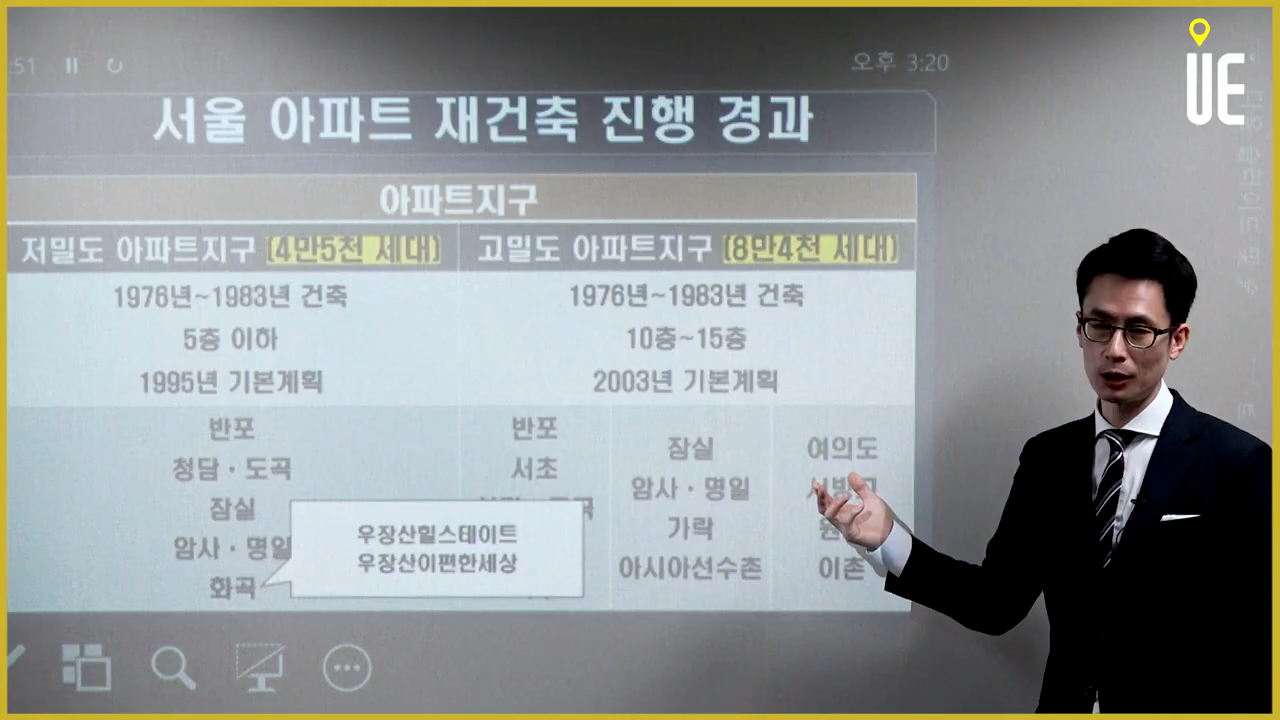 :51
오후 3:20
UE
서울 아파트 재건축 진행 경과
아파트지구
저밀도 아파트지구 (4만5천 세대)
고밀도 아파트지구 (8만4천 세대)
1976년~1983년 건축
1976년~1983년 건축
5층 이하
10층~15층
1995년 기본계획
2003년 기본계획
반포
청담·도곡
잠실
암사·명일
화곡
우장산힐스테이트
우장산이편한세상
반포
서초
잠실
암사·명일
가락
아시아선수촌
여의도
이촌